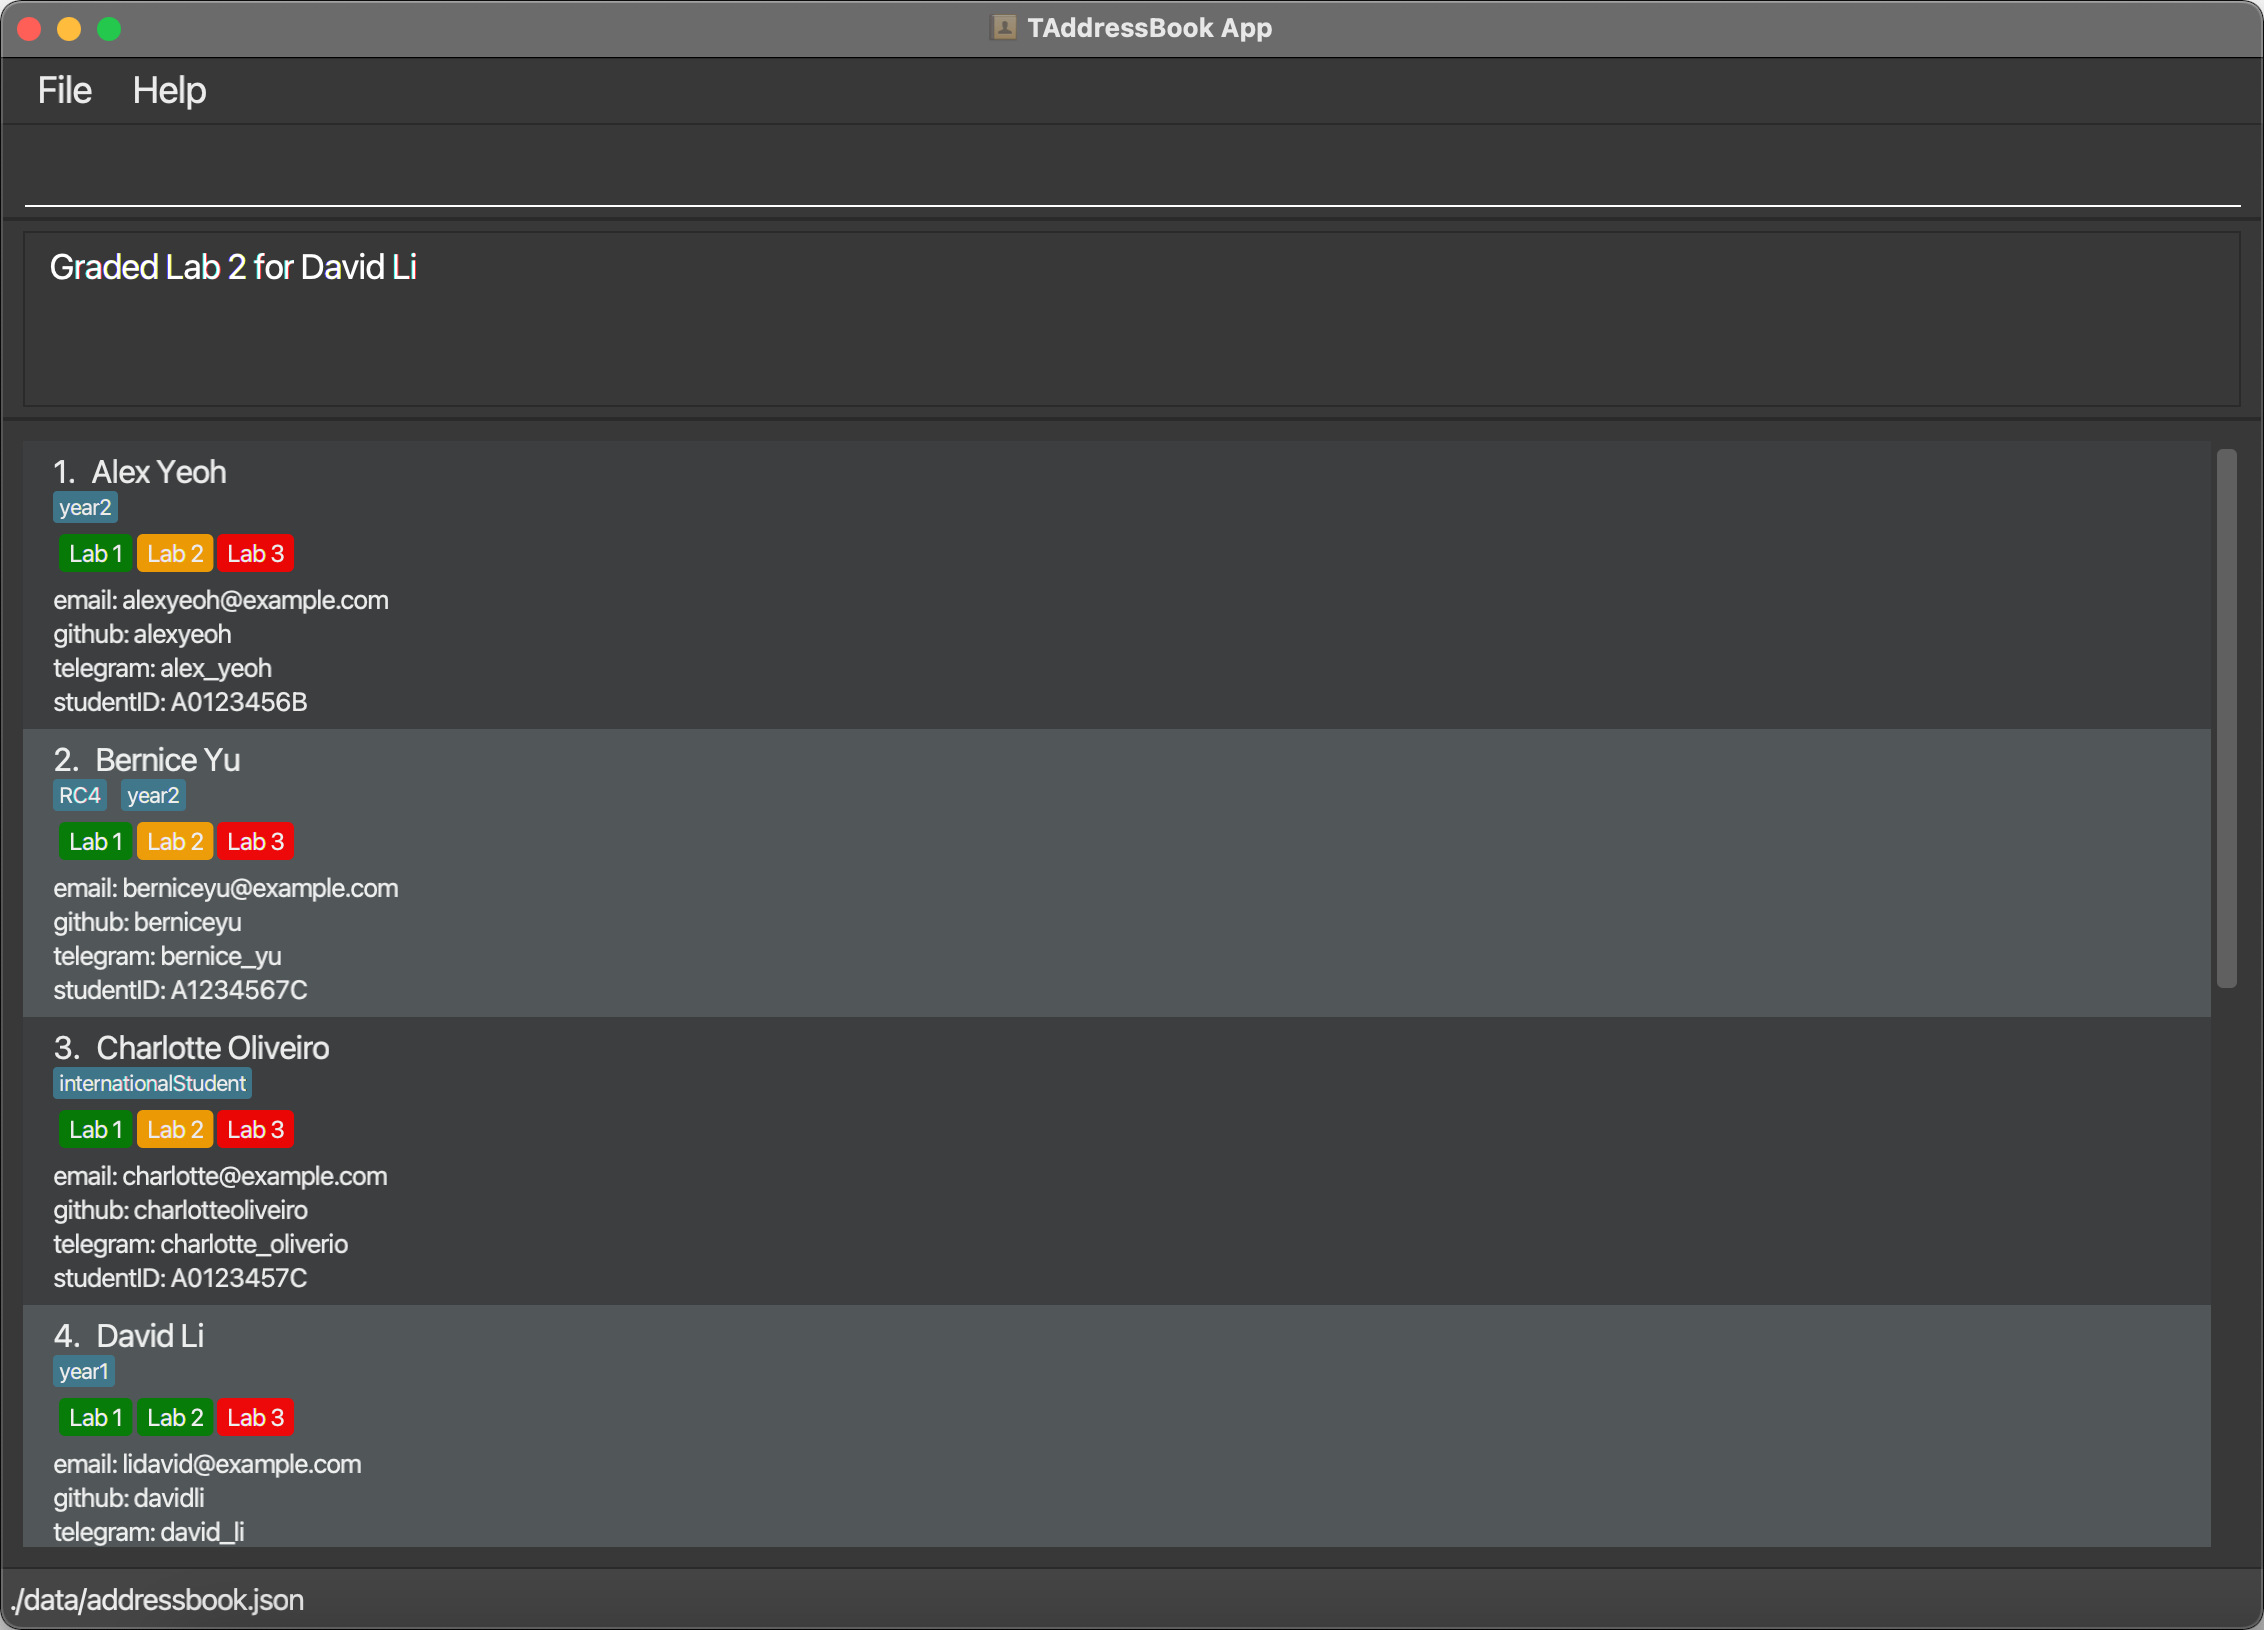 TAddressBook App
File Help
Graded Lab 2 for David Li
1. Alex Yeoh
year2
Lab 1 Lab 2 Lab 3
email: alexyeoh@example.com
github: alexyeoh
telegram: alex_yeoh
studentID: A0123456B
2. Bernice Yu
RC4 year2
Lab 1 Lab 2 Lab 3
email: berniceyu@example.com
github: berniceyu
telegram: bernice_yu
studentID: A1234567C
3. Charlotte Oliveiro
internationalStudent
Lab 1 Lab 2 Lab 3
email: charlotte@example.com
github: charlotteoliveiro
telegram: charlotte_oliverio
studentID: A0123457C
4. David Li
year1
Lab 1 Lab 2 Lab 3
email: lidavid@example.com
github: davidli
telegram: david_li
./data/addressbook.json